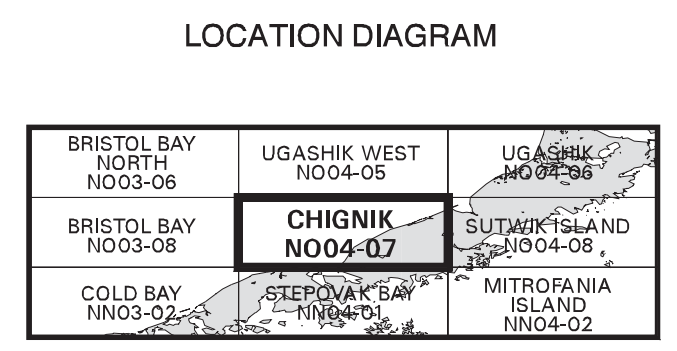 LOCATION DIAGRAM
BRISTOL BAY
NORTH
NO03-06
UGASHIK WEST
NO04-05
UGASHIK
NO04-06
BRISTOL BAY
NO03-08
CHIGNIK
NO04-07
SUTWIK ISLAND
NO04-08
COLD BAY
NN03-02
STEPOVAK BAY
NN04-01
MITROFANIA
ISLAND
NN04-02